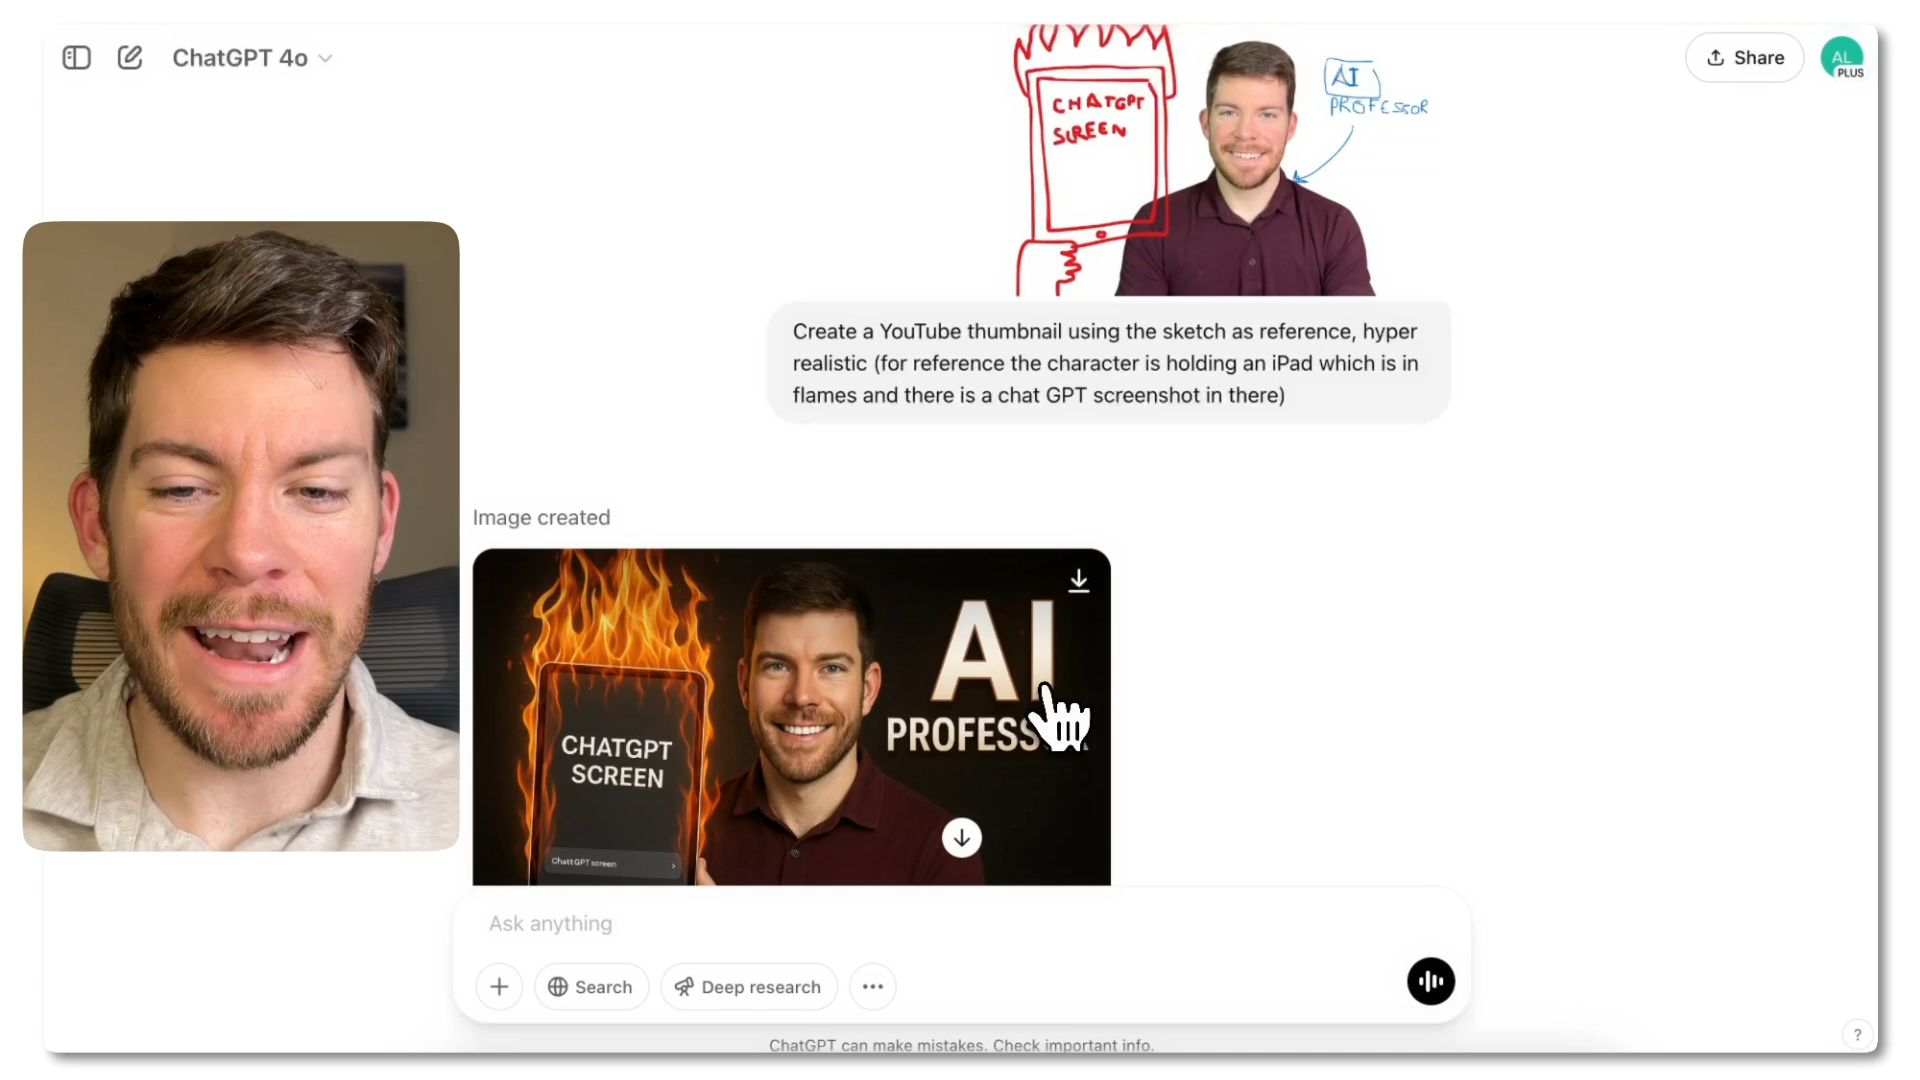 ChatGPT 4o
Share
AL
PLUS
CHATGPT
SCREEN
AI
PROFESSOR
Create a YouTube thumbnail using the sketch as reference, hyper
realistic (for reference the character is holding an iPad which is in
flames and there is a chat GPT screenshot in there)
Image created
AI
PROFESS
CHATGPT
SCREEN
ChattGPT screen
Ask anything
Search
Deep research
ChatGPT can make mistakes. Check important info.
?